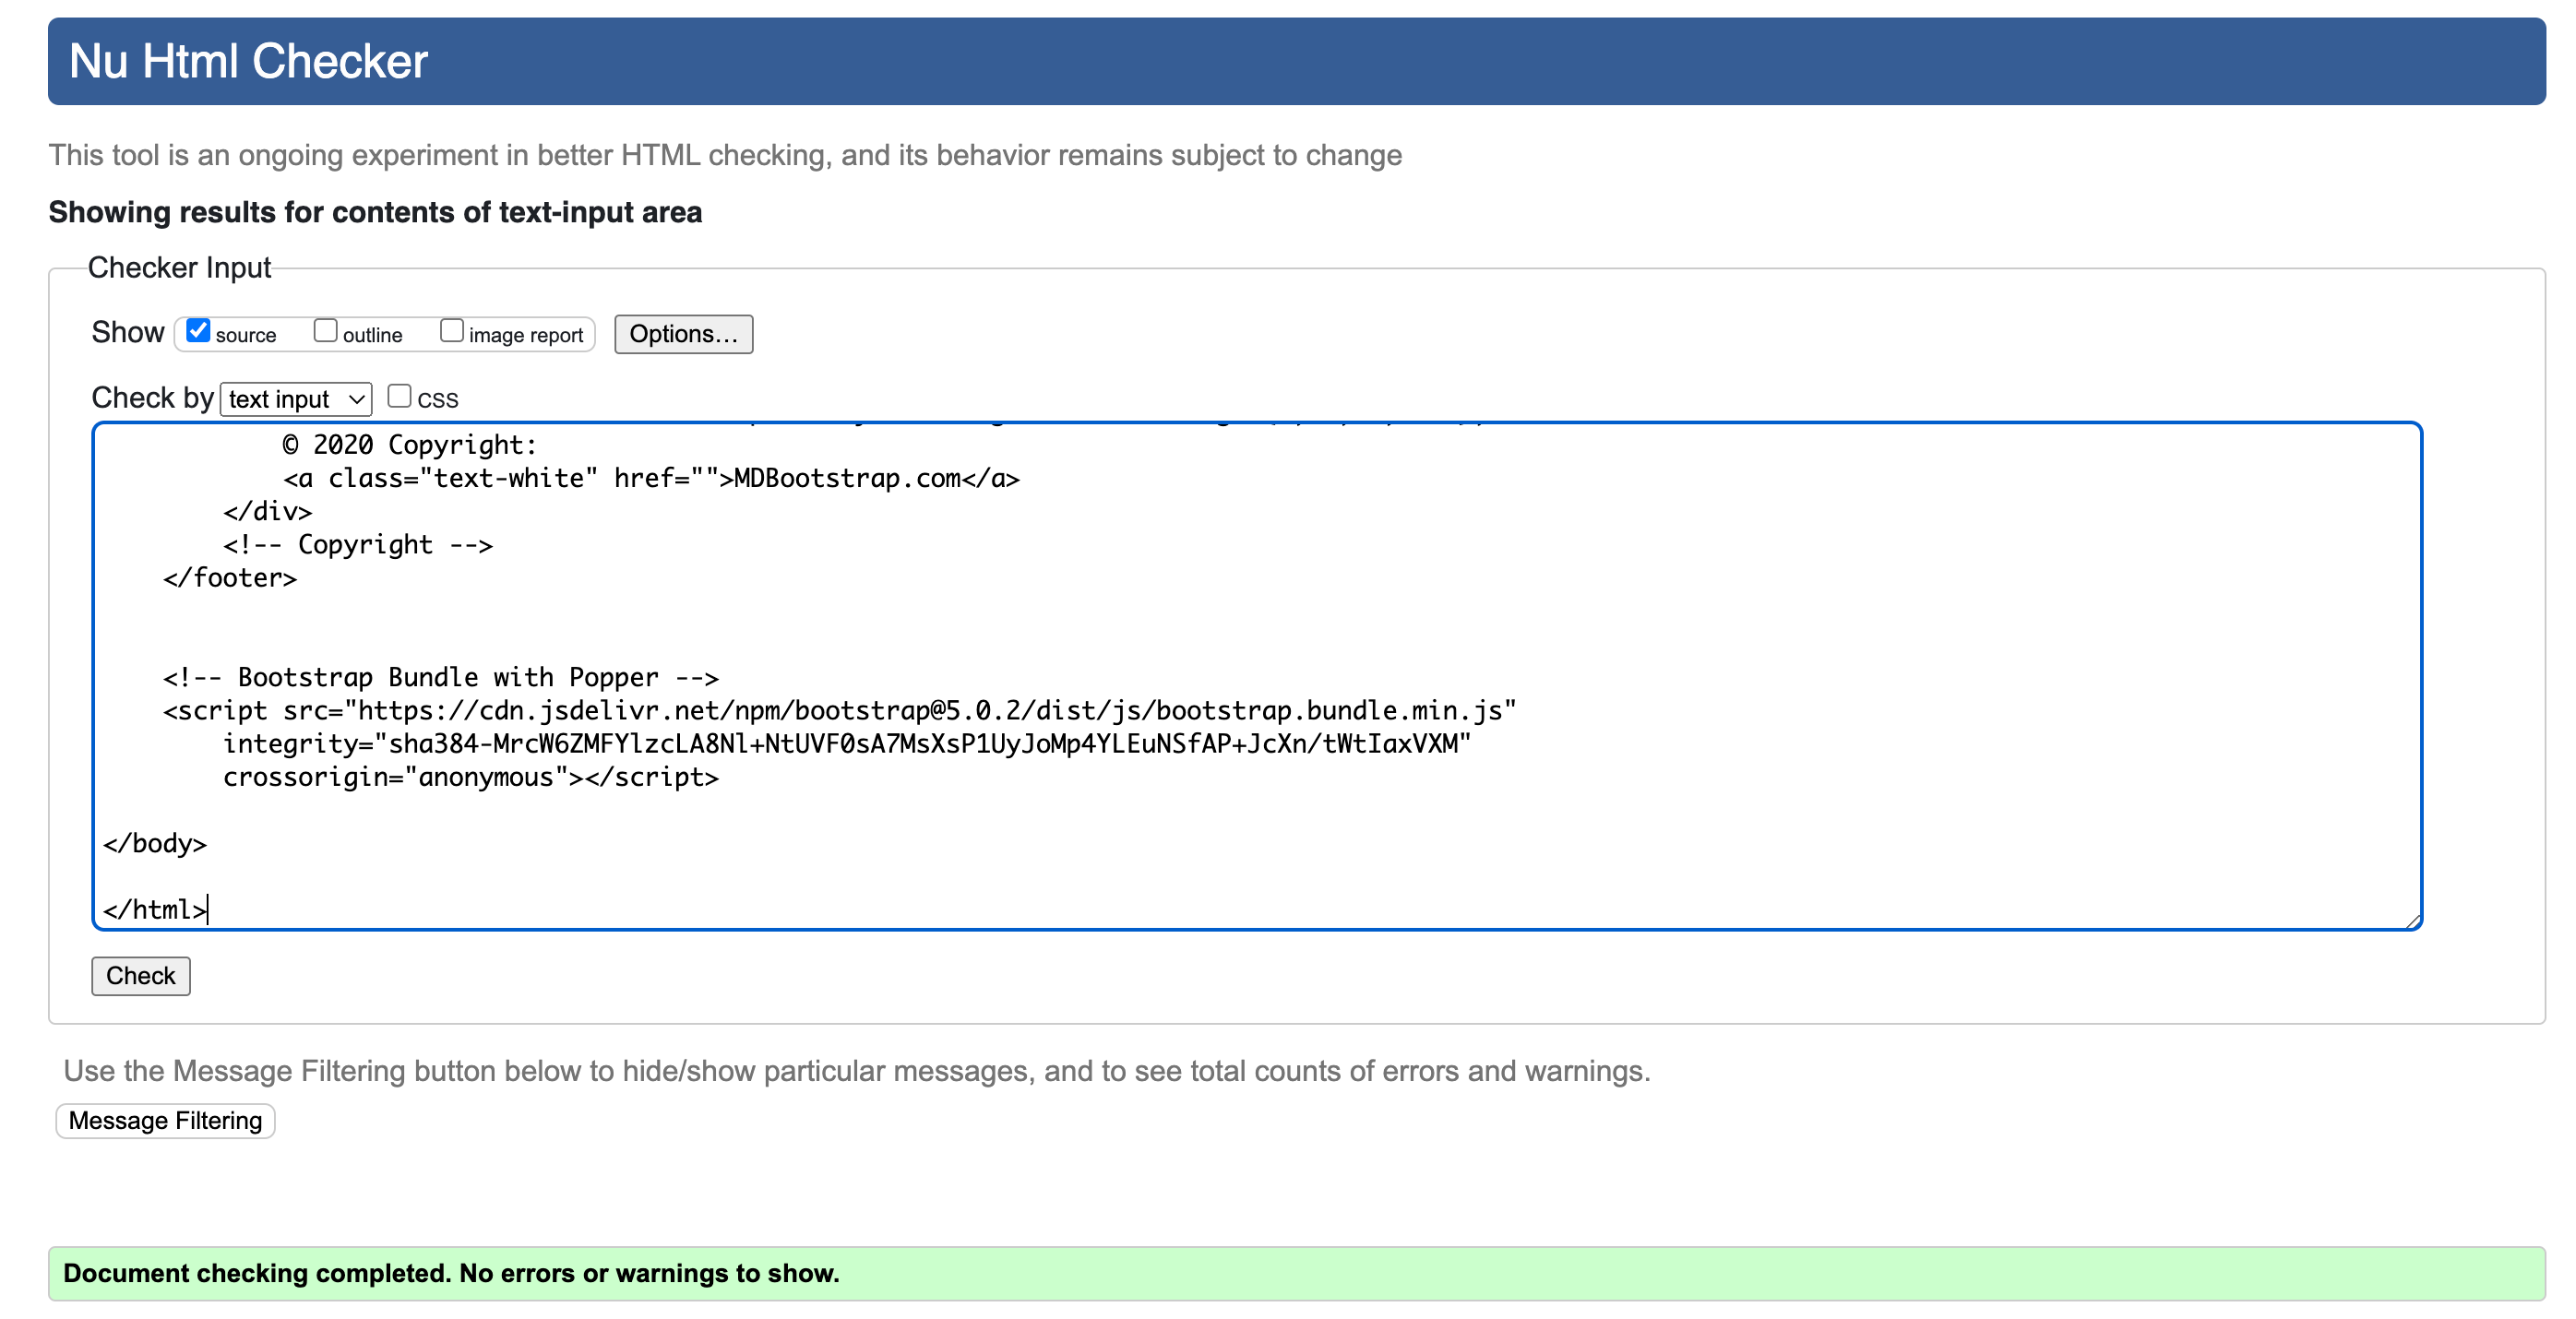 Nu Html Checker
This tool is an ongoing experiment in better HTML checking, and its behavior remains subject to change
Showing results for contents of text-input area
Checker Input
Show source outline image report Options...
Check by text input css
© 2020 Copyright:
<a class="text-white" href="">MDBootstrap.com</a>
</div>
<!-- Copyright -->
</footer>
<!-- Bootstrap Bundle with Popper -->
<script src="https://cdn.jsdelivr.net/npm/bootstrap@5.0.2/dist/js/bootstrap.bundle.min.js"
integrity="sha384-MrcW6ZMFYlzcLA8Nl+NtUVF0sA7MsXsP1UyJoMp4YLEuNSfAP+JcXn/tWtIaxVXM"
crossorigin="anonymous"></script>
</body>
</html>
Check
Use the Message Filtering button below to hide/show particular messages, and to see total counts of errors and warnings.
Message Filtering
Document checking completed. No errors or warnings to show.